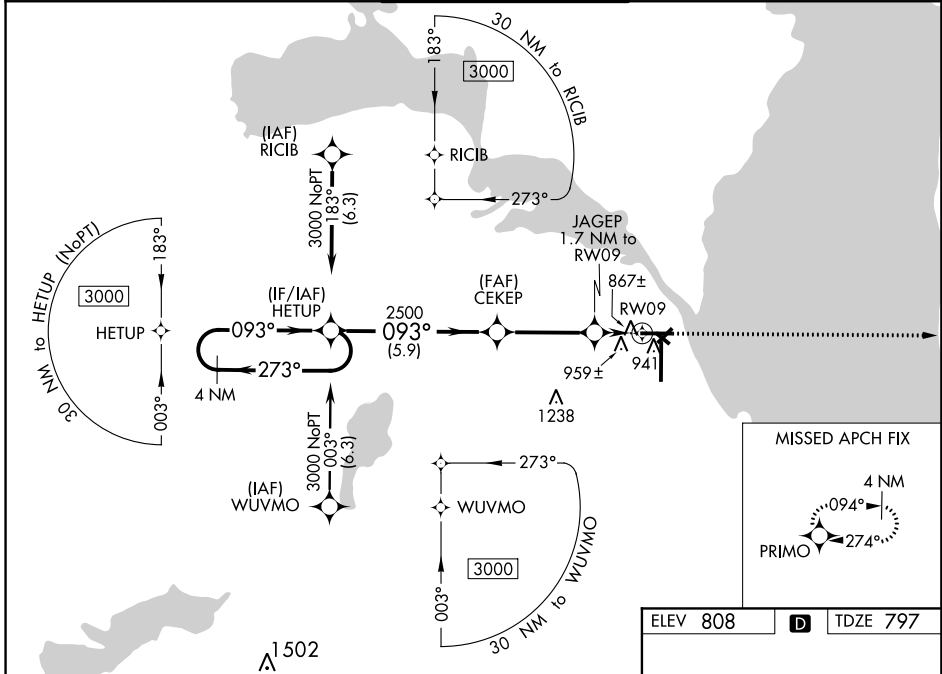 30 NM to RICIB
183°
3000
RICIB
273°
(IAF)
RICIB
3000 NoPT
183°
(6.3)
30 NM to HETUP (NoPT)
183°
3000
HETUP
003°
(IF/IAF)
HETUP
093°
273°
4 NM
2500
093°
(5.9)
(FAF)
CEKEP
JAGEP
1.7 NM to
RW09
867±
RW09
959±
941
1238
3000 NoPT
003°
(6.3)
(IAF)
WUVMO
273°
WUVMO
3000
003°
30 NM to WUVMO
MISSED APCH FIX
4 NM
094°
274°
PRIMO
1502
ELEV 808 D TDZE 797